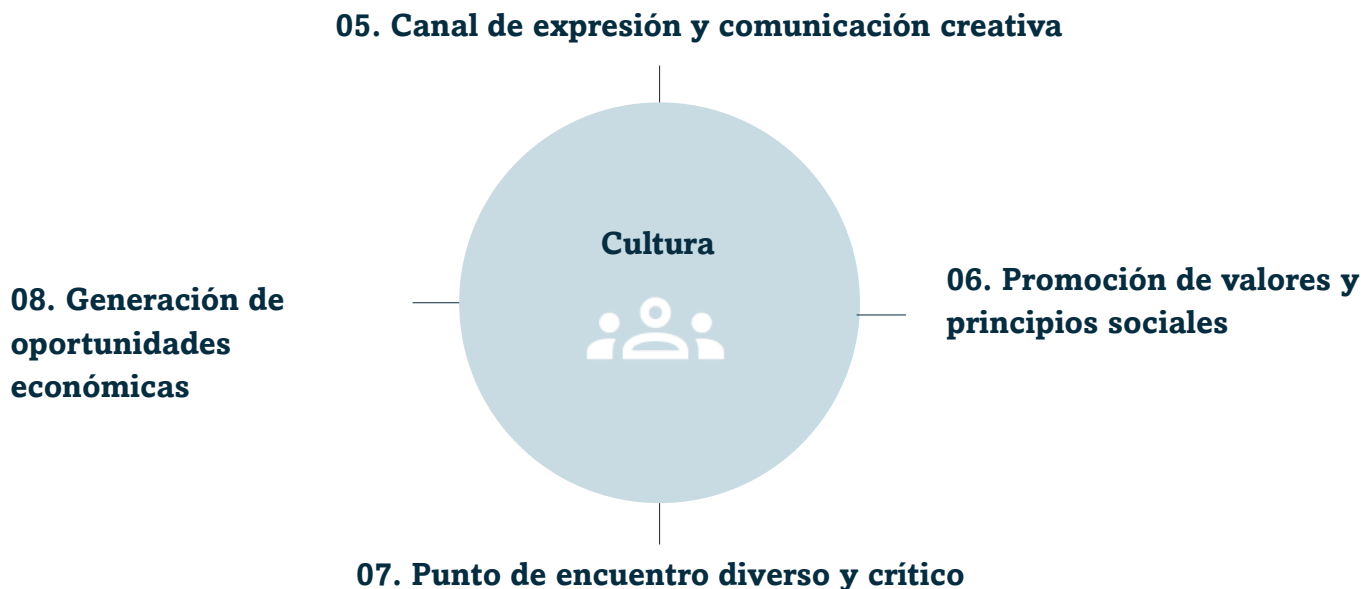 05. Canal de expresión y comunicación creativa
Cultura
06. Promoción de valores y
principios sociales
07. Punto de encuentro diverso y crítico
08. Generación de
oportunidades
económicas